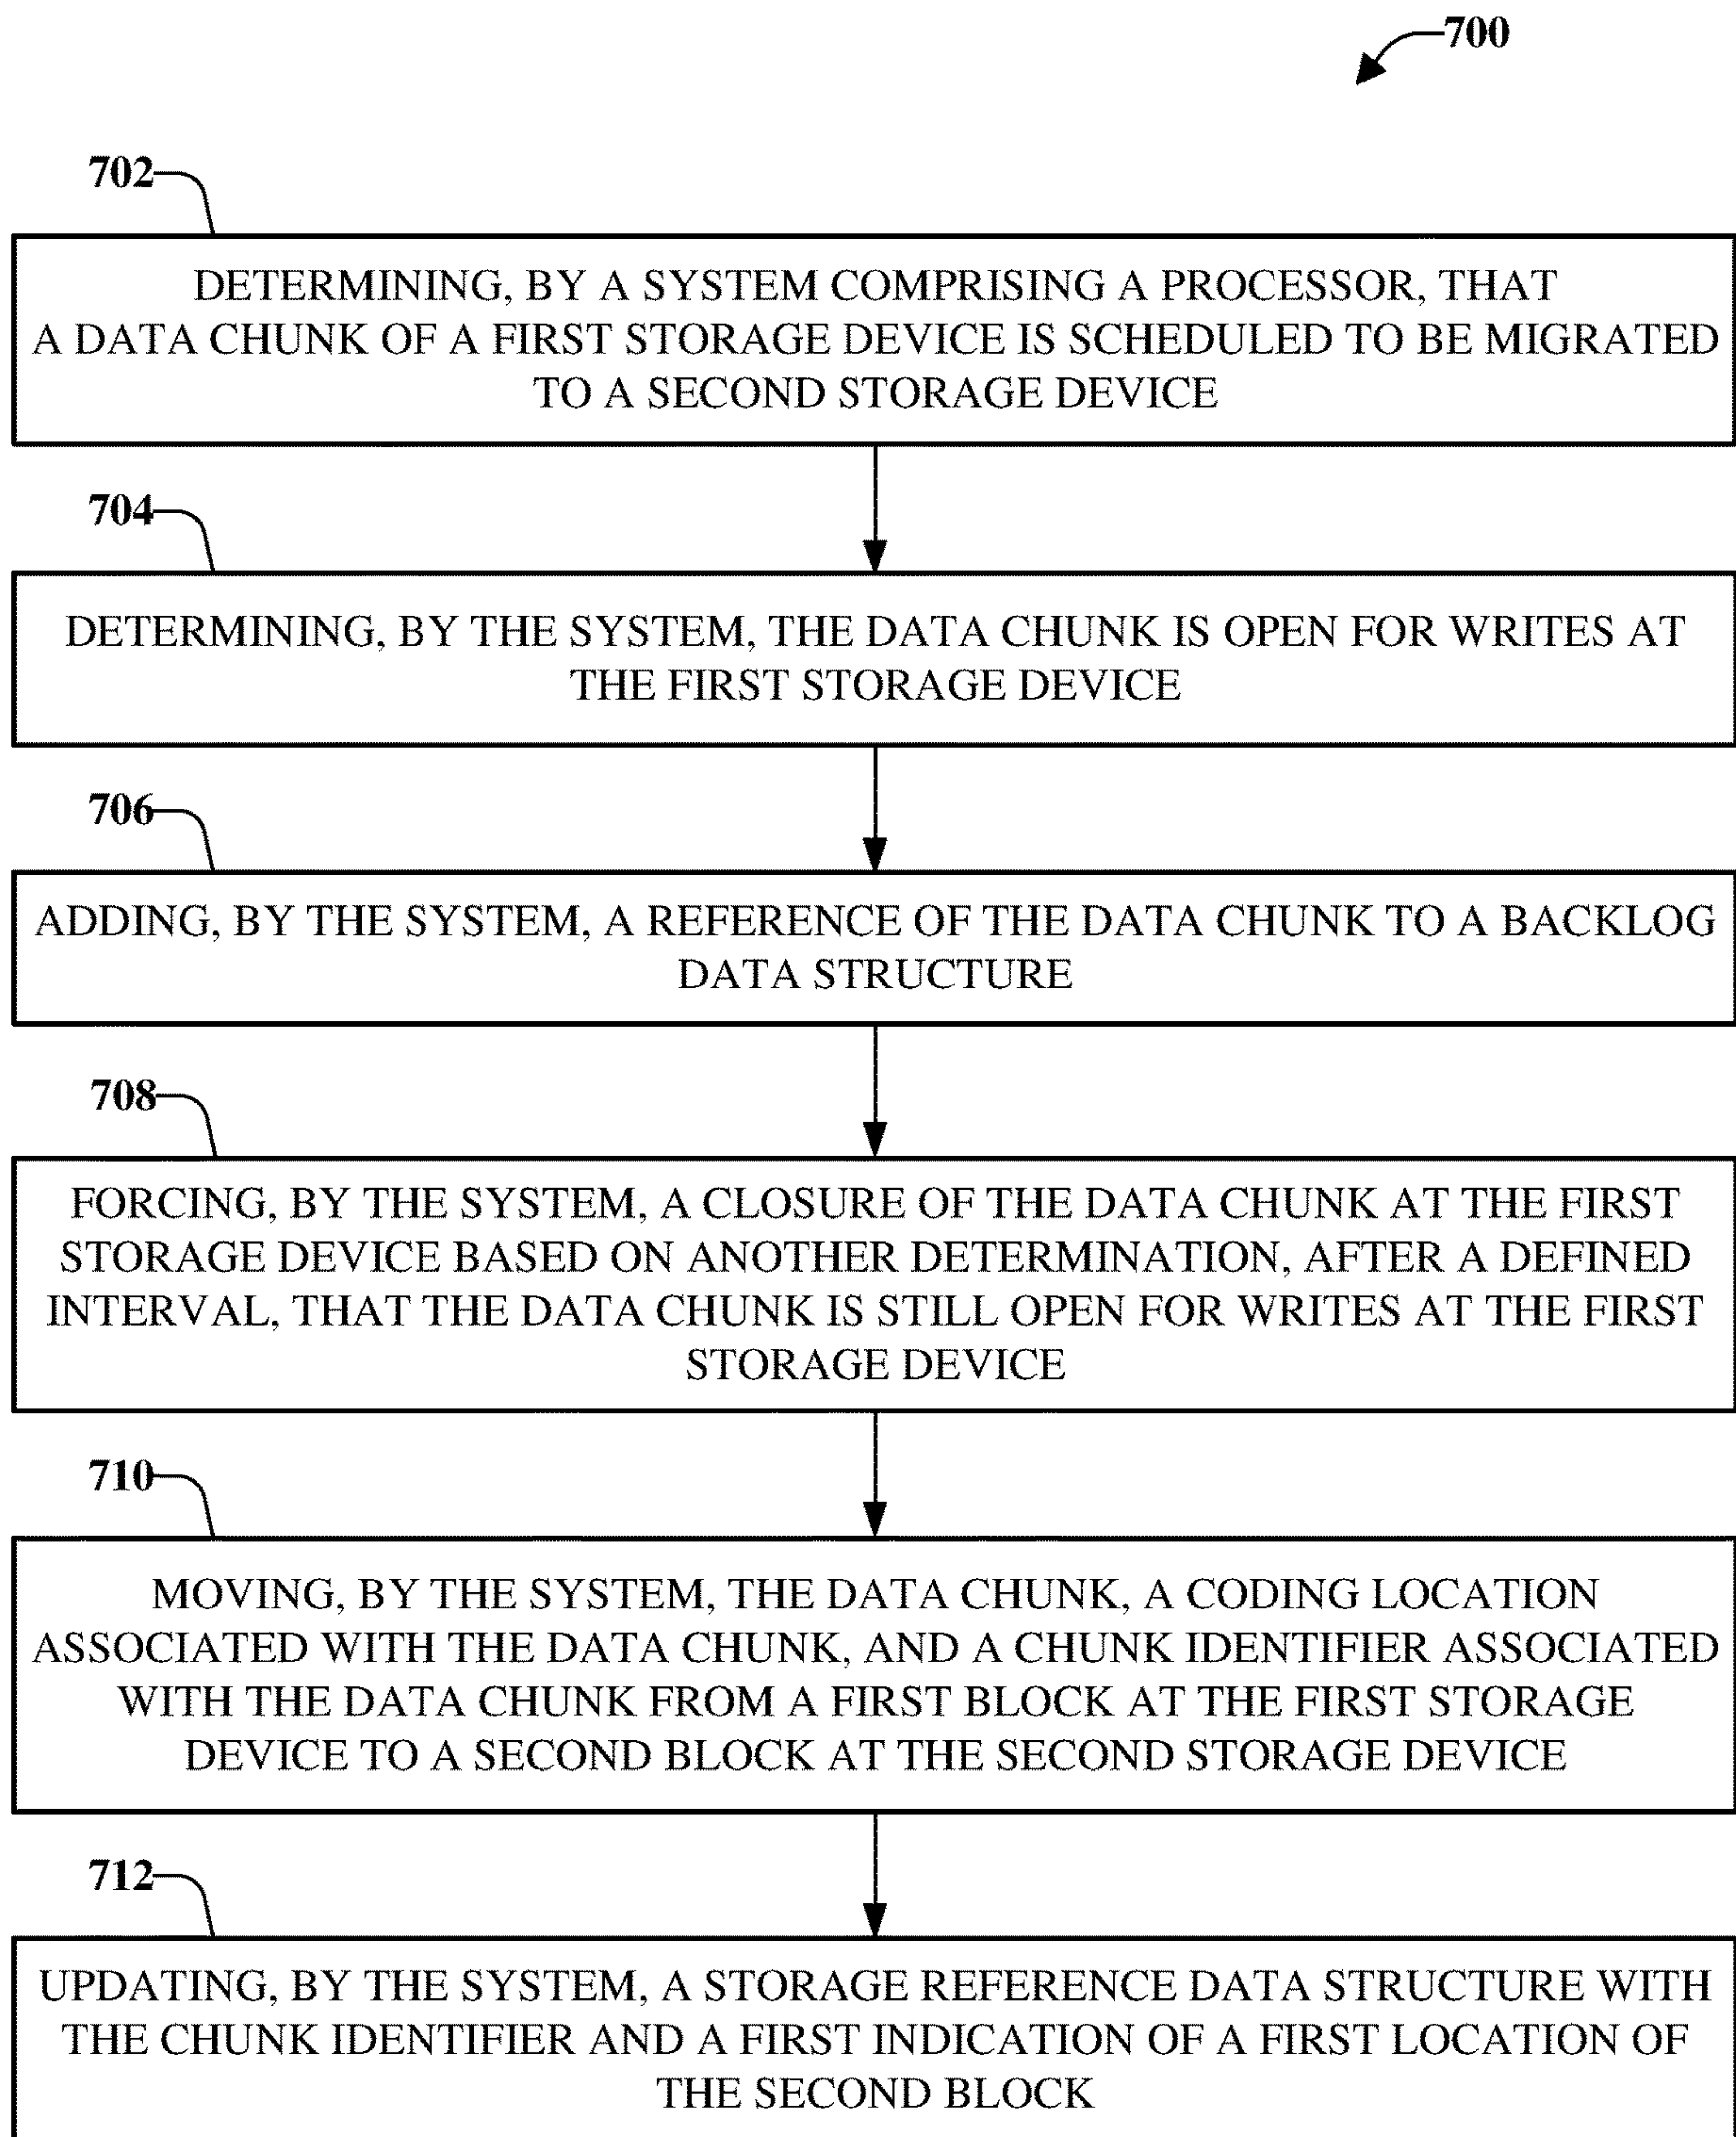 700
702
DETERMINING, BY A SYSTEM COMPRISING A PROCESSOR, THAT
A DATA CHUNK OF A FIRST STORAGE DEVICE IS SCHEDULED TO BE MIGRATED
TO A SECOND STORAGE DEVICE
704
DETERMINING, BY THE SYSTEM, THE DATA CHUNK IS OPEN FOR WRITES AT
THE FIRST STORAGE DEVICE
706
ADDING, BY THE SYSTEM, A REFERENCE OF THE DATA CHUNK TO A BACKLOG
DATA STRUCTURE
708
FORCING, BY THE SYSTEM, A CLOSURE OF THE DATA CHUNK AT THE FIRST
STORAGE DEVICE BASED ON ANOTHER DETERMINATION, AFTER A DEFINED
INTERVAL, THAT THE DATA CHUNK IS STILL OPEN FOR WRITES AT THE FIRST
STORAGE DEVICE
710
MOVING, BY THE SYSTEM, THE DATA CHUNK, A CODING LOCATION
ASSOCIATED WITH THE DATA CHUNK, AND A CHUNK IDENTIFIER ASSOCIATED
WITH THE DATA CHUNK FROM A FIRST BLOCK AT THE FIRST STORAGE
DEVICE TO A SECOND BLOCK AT THE SECOND STORAGE DEVICE
712
UPDATING, BY THE SYSTEM, A STORAGE REFERENCE DATA STRUCTURE WITH
THE CHUNK IDENTIFIER AND A FIRST INDICATION OF A FIRST LOCATION OF
THE SECOND BLOCK